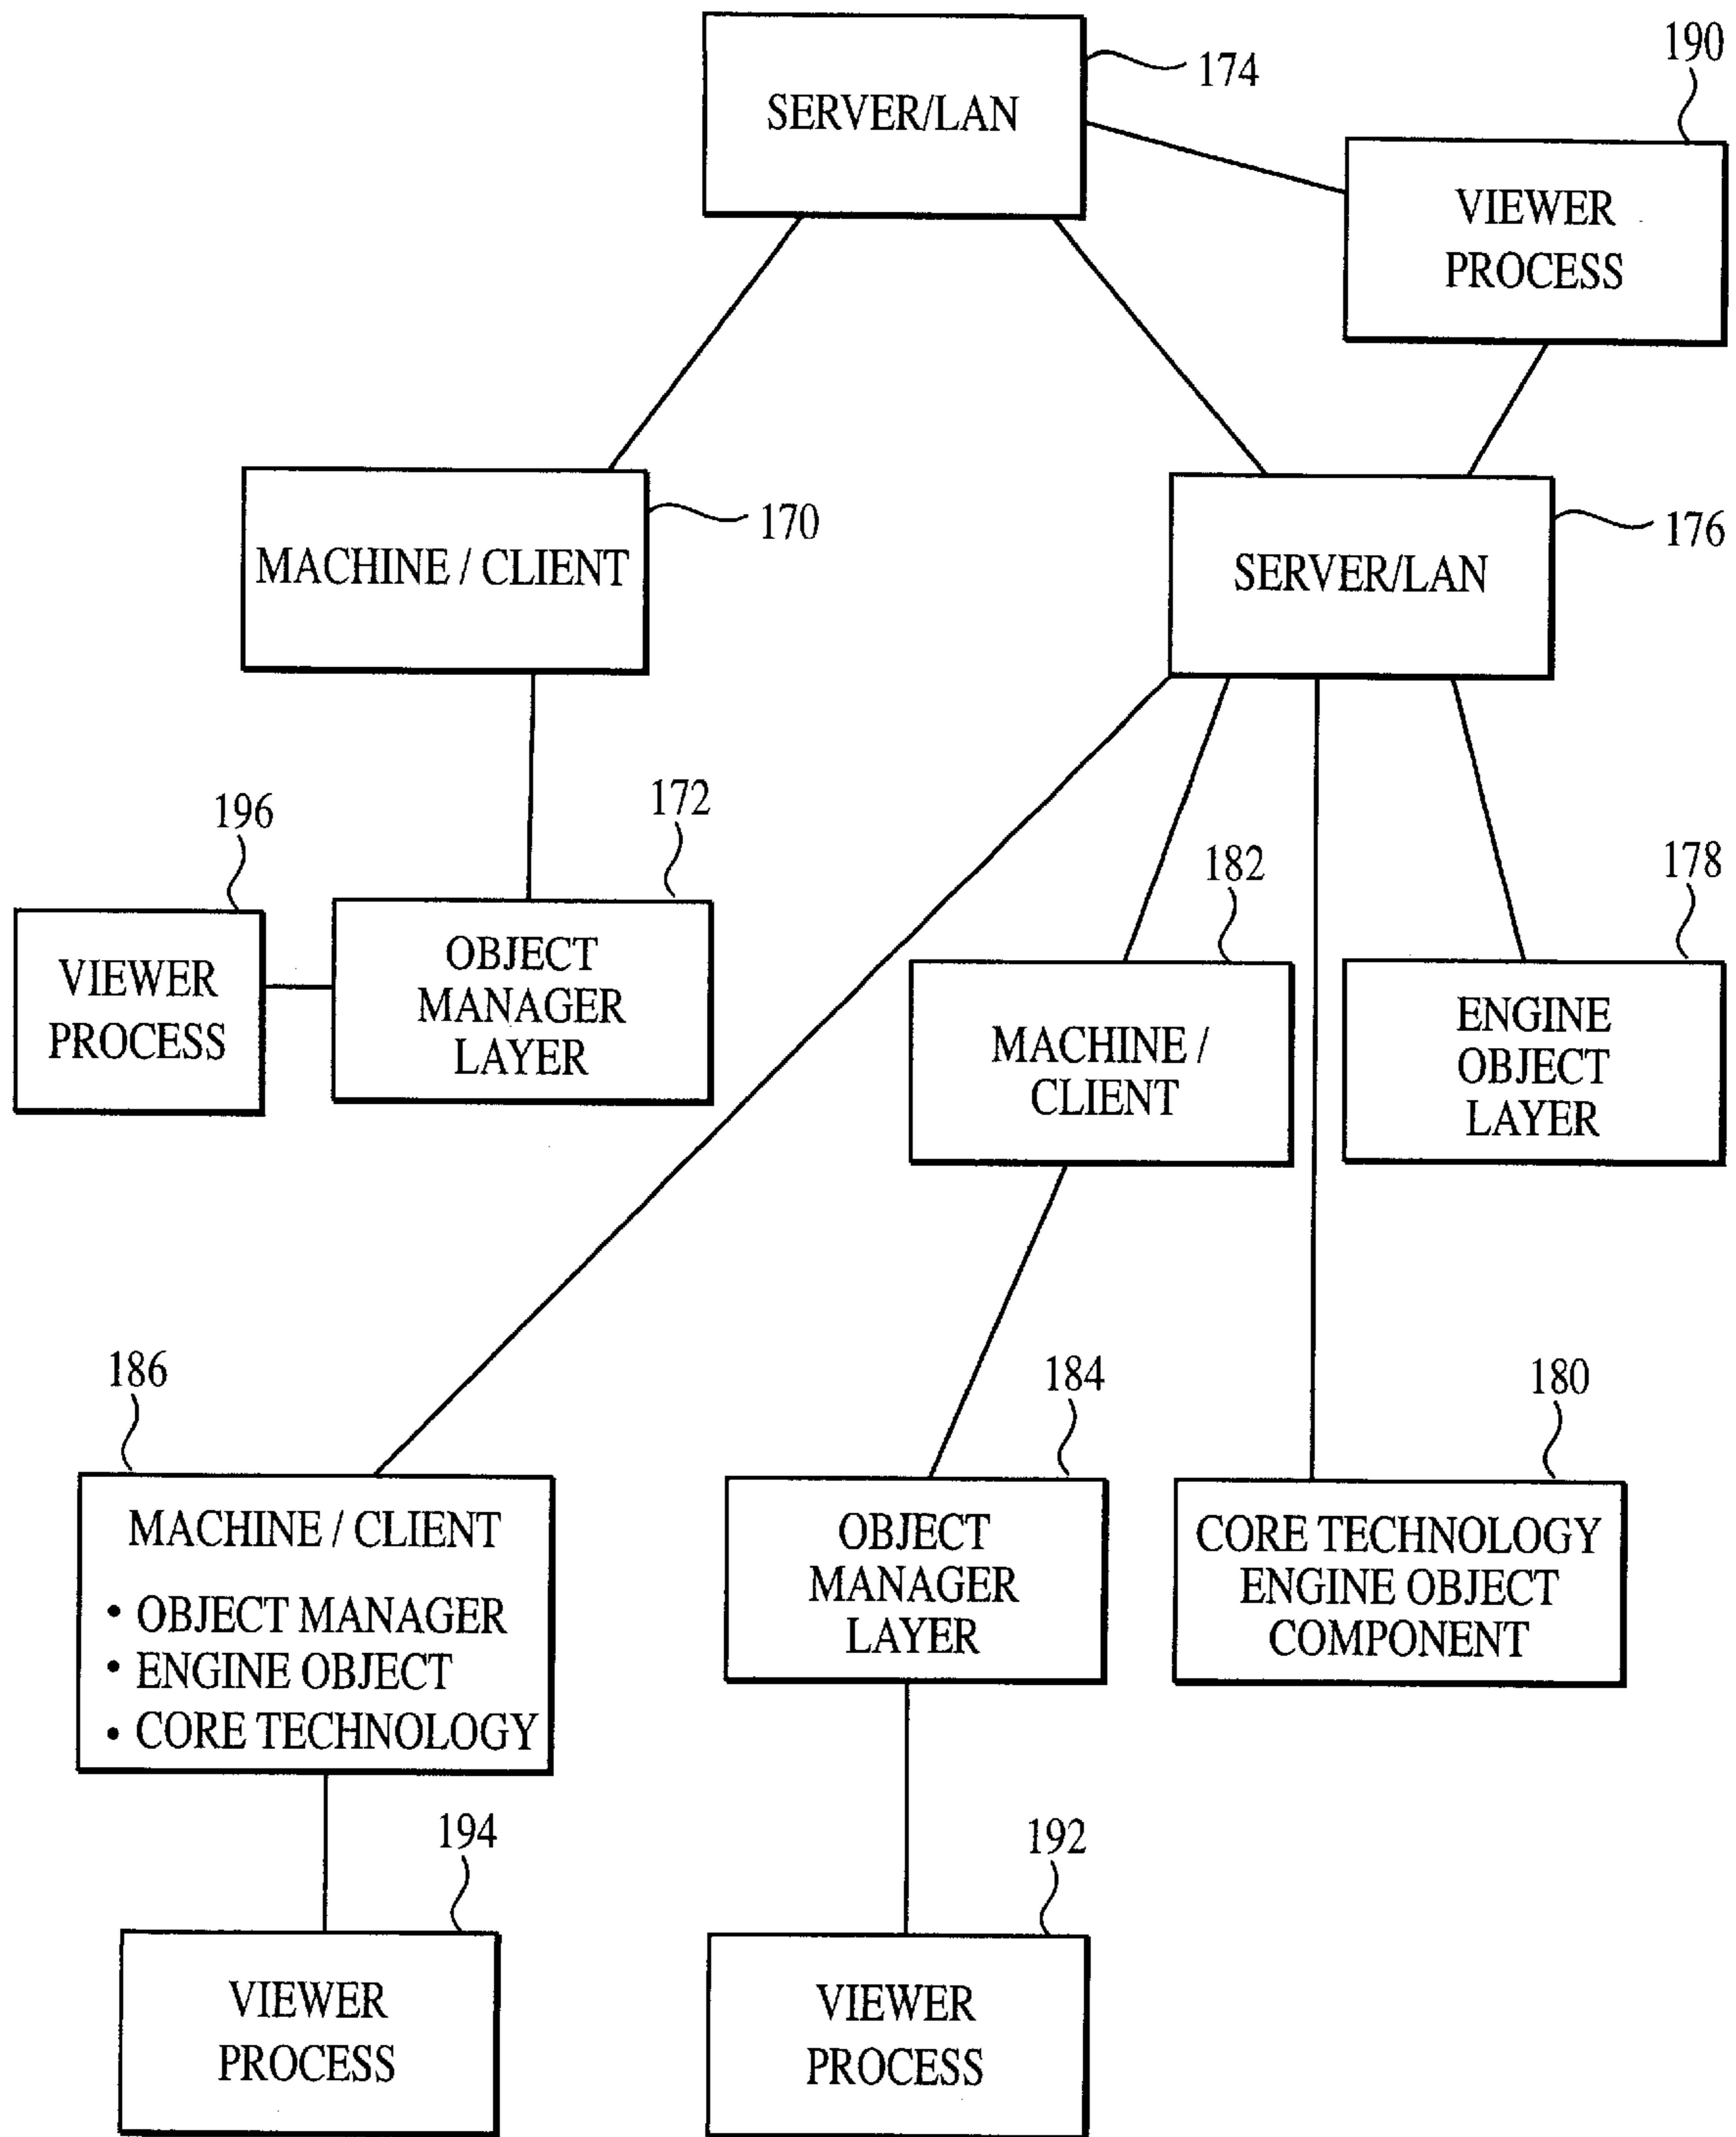 174
SERVER/LAN
190
VIEWER
PROCESS
170
MACHINE / CLIENT
176
SERVER/LAN
196
VIEWER
PROCESS
172
OBJECT
MANAGER
LAYER
182
MACHINE /
CLIENT
178
ENGINE
OBJECT
LAYER
186
MACHINE / CLIENT
• OBJECT MANAGER
• ENGINE OBJECT
• CORE TECHNOLOGY
184
OBJECT
MANAGER
LAYER
180
CORE TECHNOLOGY
ENGINE OBJECT
COMPONENT
194
VIEWER
PROCESS
192
VIEWER
PROCESS